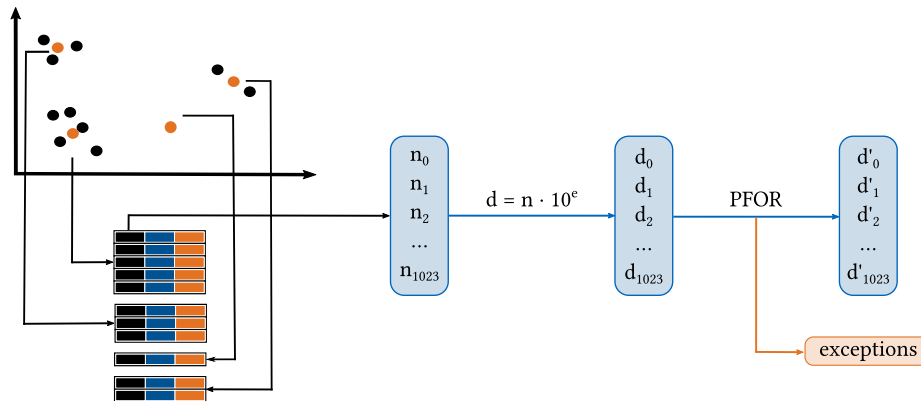 n₀
n₁
n₂
...
n₁₀₂₃
d = n · 10ᵉ
d₀
d₁
d₂
...
d₁₀₂₃
PFOR
d'₀
d'₁
d'₂
...
d'₁₀₂₃
exceptions